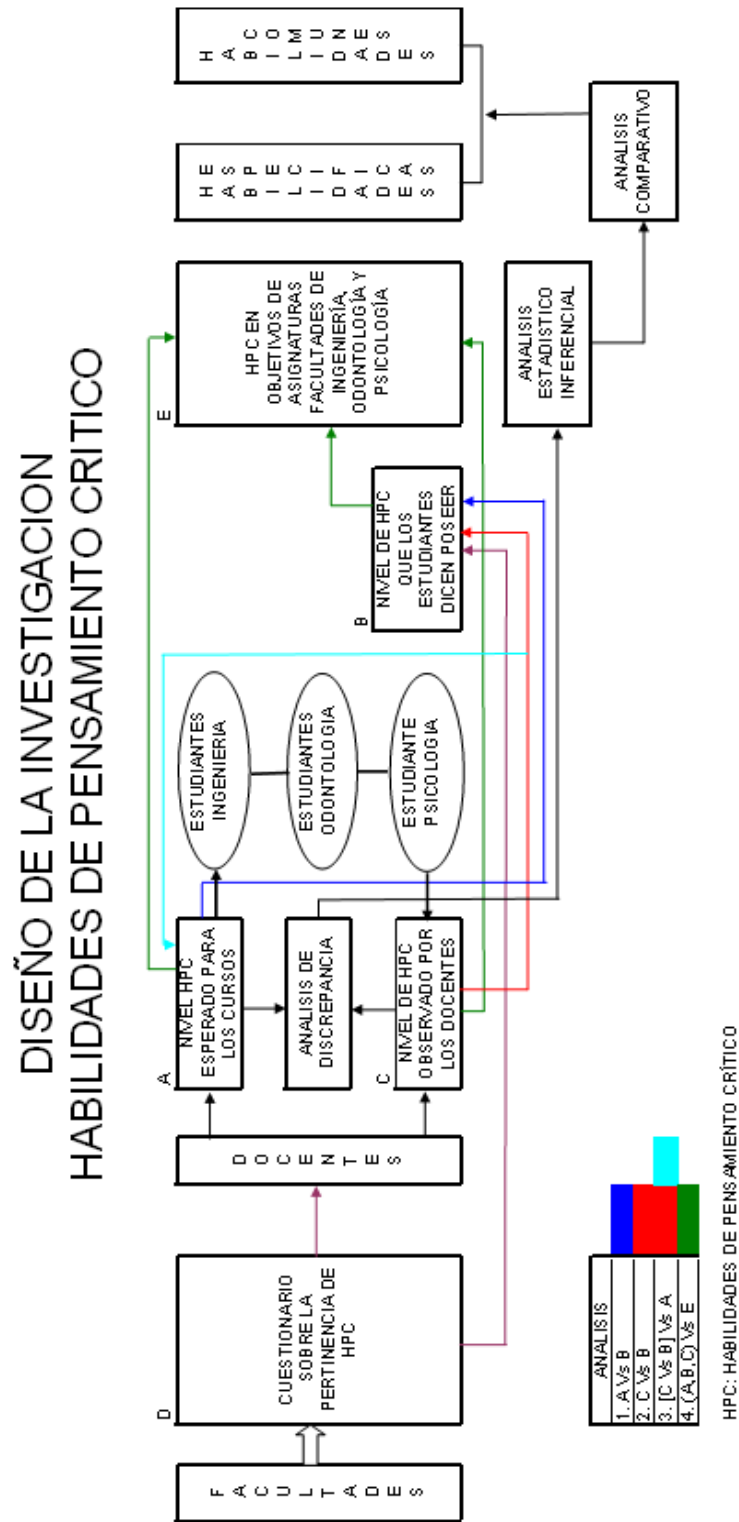 DISEÑO DE LA INVESTIGACION
HABILIDADES DE PENSAMIENTO CRITICO
FACULTADES
D
CUESTIONARIO
SOBRE LA
PERTINENCIA DE
HPC
DOCENTES
A
NIVEL HPC
ESPERADO PARA
LOS CURSOS
ANALISIS DE
DISCREPANCIA
C
NIVEL DE HPC
OBSERVADO POR
LOS DOCENTES
ESTUDIANTES
INGENIERIA
ESTUDIANTES
ODONTOLOGIA
ESTUDIANTE
PSICOLOGIA
B
NIVEL DE HPC
QUE LOS
ESTUDIANTES
DICEN POSEER
E
HPC EN
OBJETIVOS DE
ASIGNATURAS
FACULTADES DE
INGENIERÍA,
ODONTOLOGÍA Y
PSICOLOGÍA
ANALISIS
ESTADISTICO
INFERENCIAL
HABILIDADES
ESPECIFICAS
HABILIDADES
COMUNES
ANALISIS
COMPARATIVO
ANALISIS
1. A Vs B
2. C Vs B
3. [C Vs B] Vs A
4. (A,B,C) Vs E
HPC: HABILIDADES DE PENSAMIENTO CRÍTICO